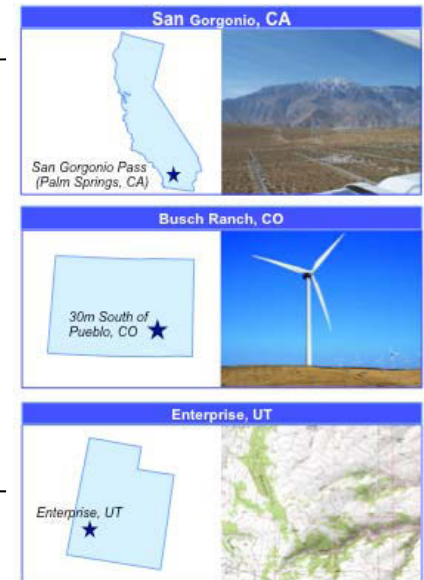 San Gorgonio, CA
San Gorgonio Pass
(Palm Springs, CA)
Busch Ranch, CO
30m South of
Pueblo, CO
Enterprise, UT
Enterprise, UT